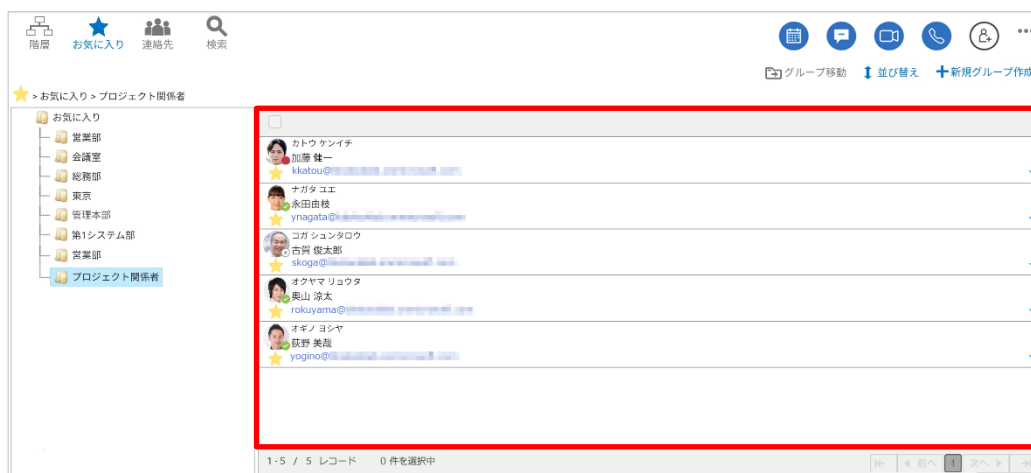 階層 お気に入り 連絡先 検索
グループ移動 並び替え 新規グループ作成
> お気に入り > プロジェクト関係者
お気に入り
営業部
会議室
総務部
東京
管理本部
第1システム部
営業部
プロジェクト関係者
カトウ ケンイチ
加藤 健一
kkatou@
ナガタ ユエ
永田由枝
ynagata@
コガ シュンタロウ
古賀 俊太郎
skoga@
オクヤマ リョウタ
奥山 涼太
rokuyama@
オギノ ヨシヤ
荻野 美哉
yogino@
1-5 / 5 レコード 0 件を選択中
前へ 1 次へ